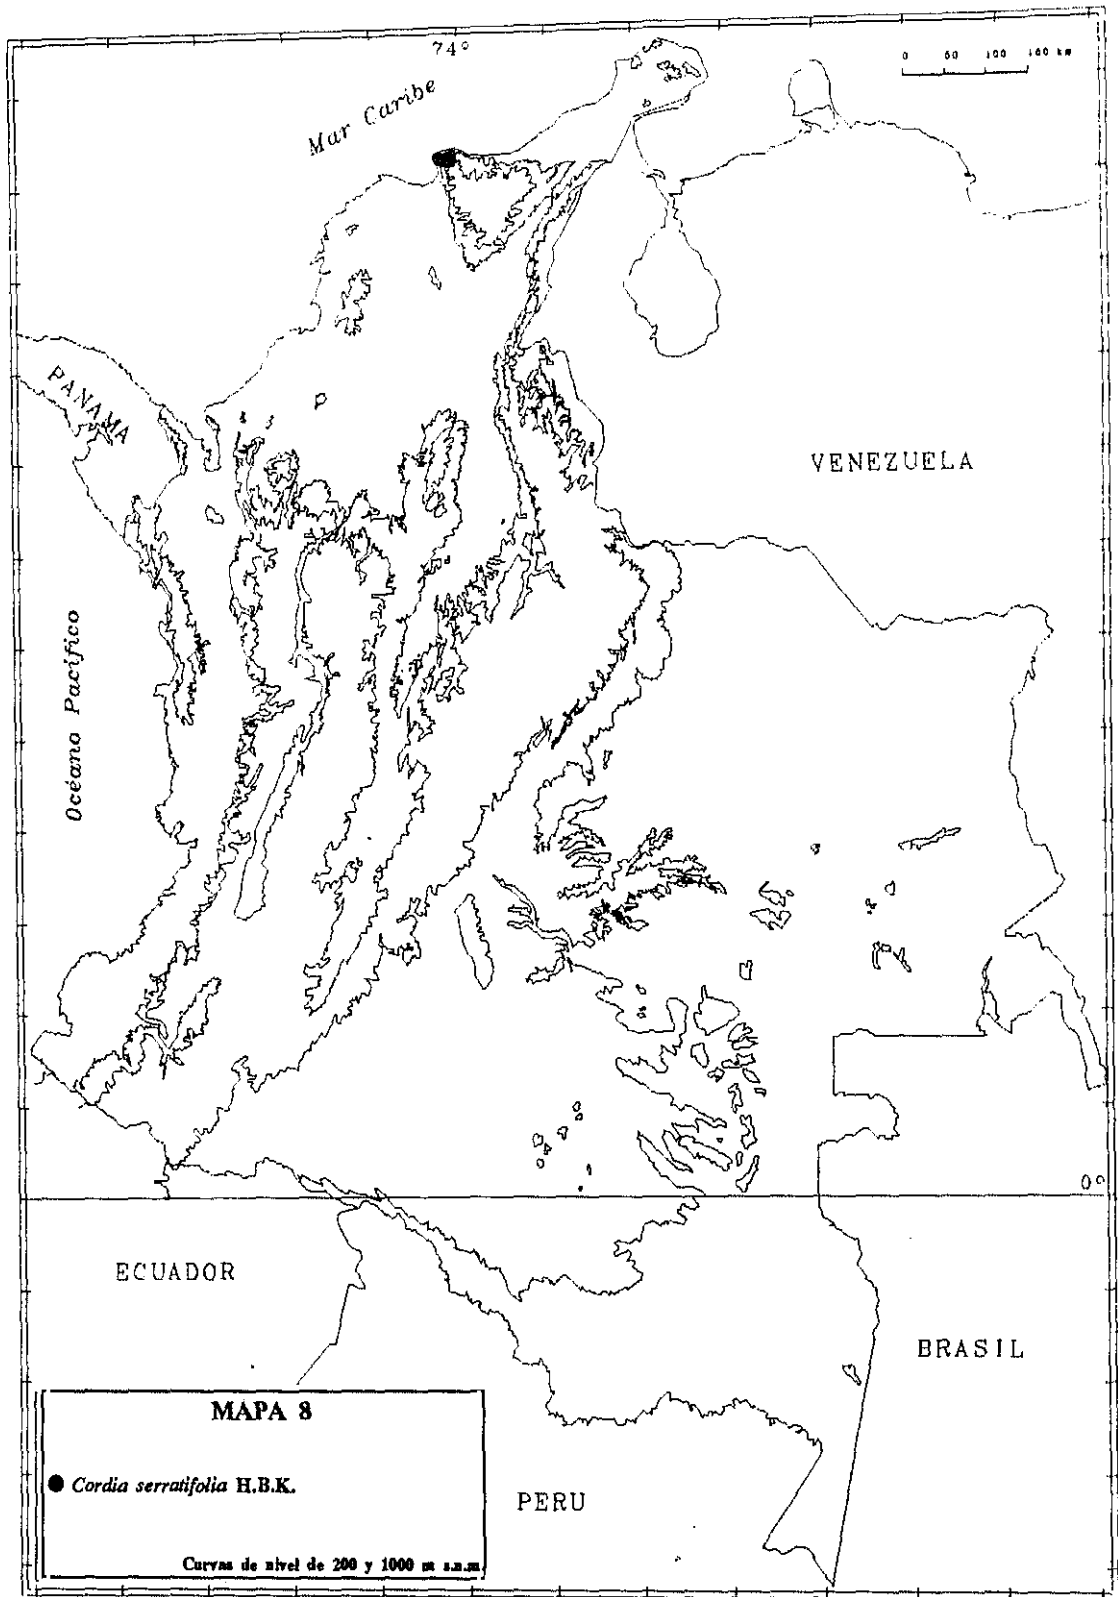 74°
0 50 100 160 km
Mar Caribe
PANAMA
VENEZUELA
Océano Pacífico
0°
ECUADOR
BRASIL
MAPA 8
Cordia serratifolia H.B.K.
PERU
Curvas de nivel de 200 y 1000 m s.n.m.